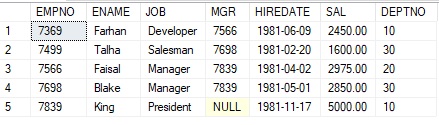 EMPNO ENAME JOB MGR HIREDATE SAL DEPTNO
1 7369 Farhan Developer 7566 1981-06-09 2450.00 10
2 7499 Talha Salesman 7698 1981-02-20 1600.00 30
3 7566 Faisal Manager 7839 1981-04-02 2975.00 20
4 7698 Blake Manager 7839 1981-05-01 2850.00 30
5 7839 King President NULL 1981-11-17 5000.00 10